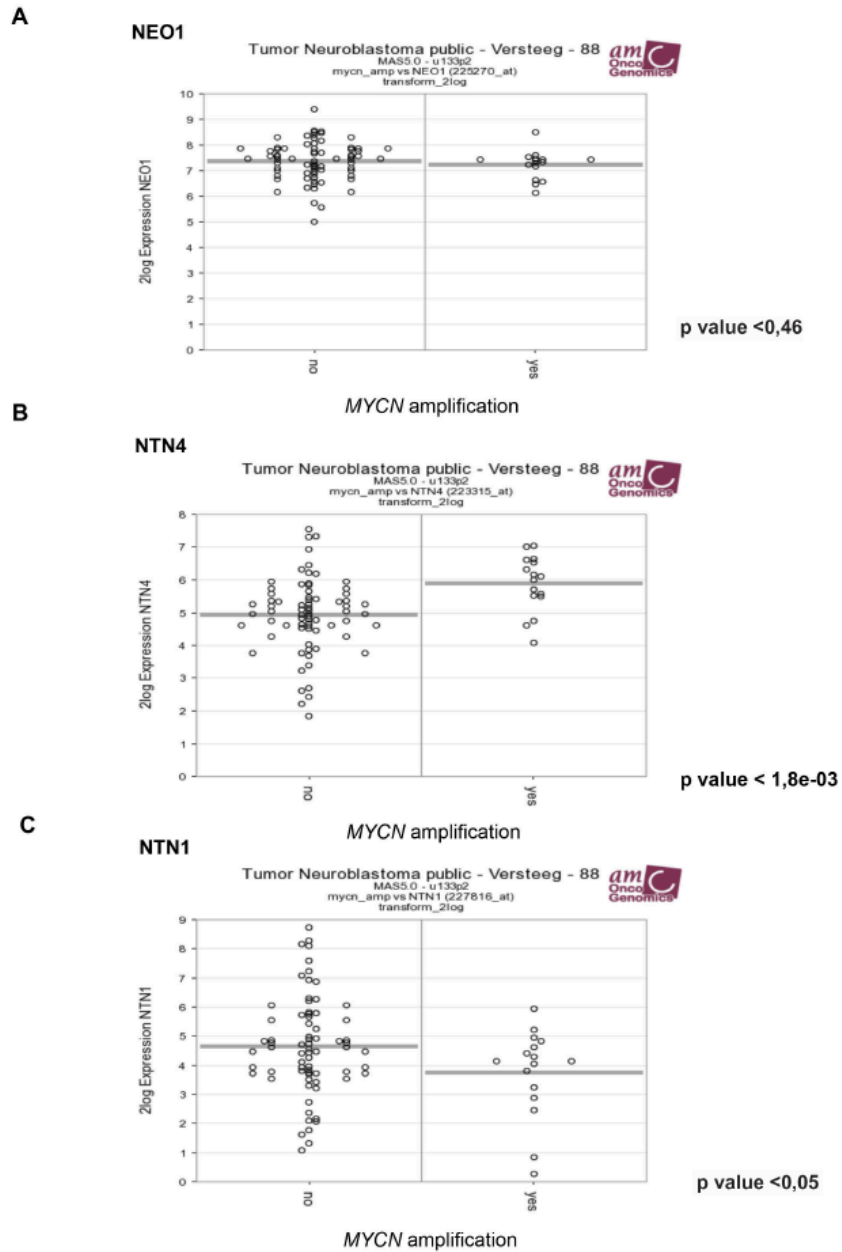 A
NEO1
Tumor Neuroblastoma public - Versteeg - 88
MAS5.0 - u133p2
mycn_amp vs NEO1 (225270_at)
transform_2log
amC
Onco
Genomics
10
9
8
7
6
5
4
3
2
1
0
2log Expression NEO1
no
yes
p value <0,46
MYCN amplification
B
NTN4
Tumor Neuroblastoma public - Versteeg - 88
MAS5.0 - u133p2
mycn_amp vs NTN4 (223315_at)
transform_2log
amC
Onco
Genomics
8
7
6
5
4
3
2
1
0
2log Expression NTN4
no
yes
p value < 1,8e-03
MYCN amplification
C
NTN1
Tumor Neuroblastoma public - Versteeg - 88
MAS5.0 - u133p2
mycn_amp vs NTN1 (227816_at)
transform_2log
amC
Onco
Genomics
9
8
7
6
5
4
3
2
1
0
2log Expression NTN1
no
yes
p value <0,05
MYCN amplification